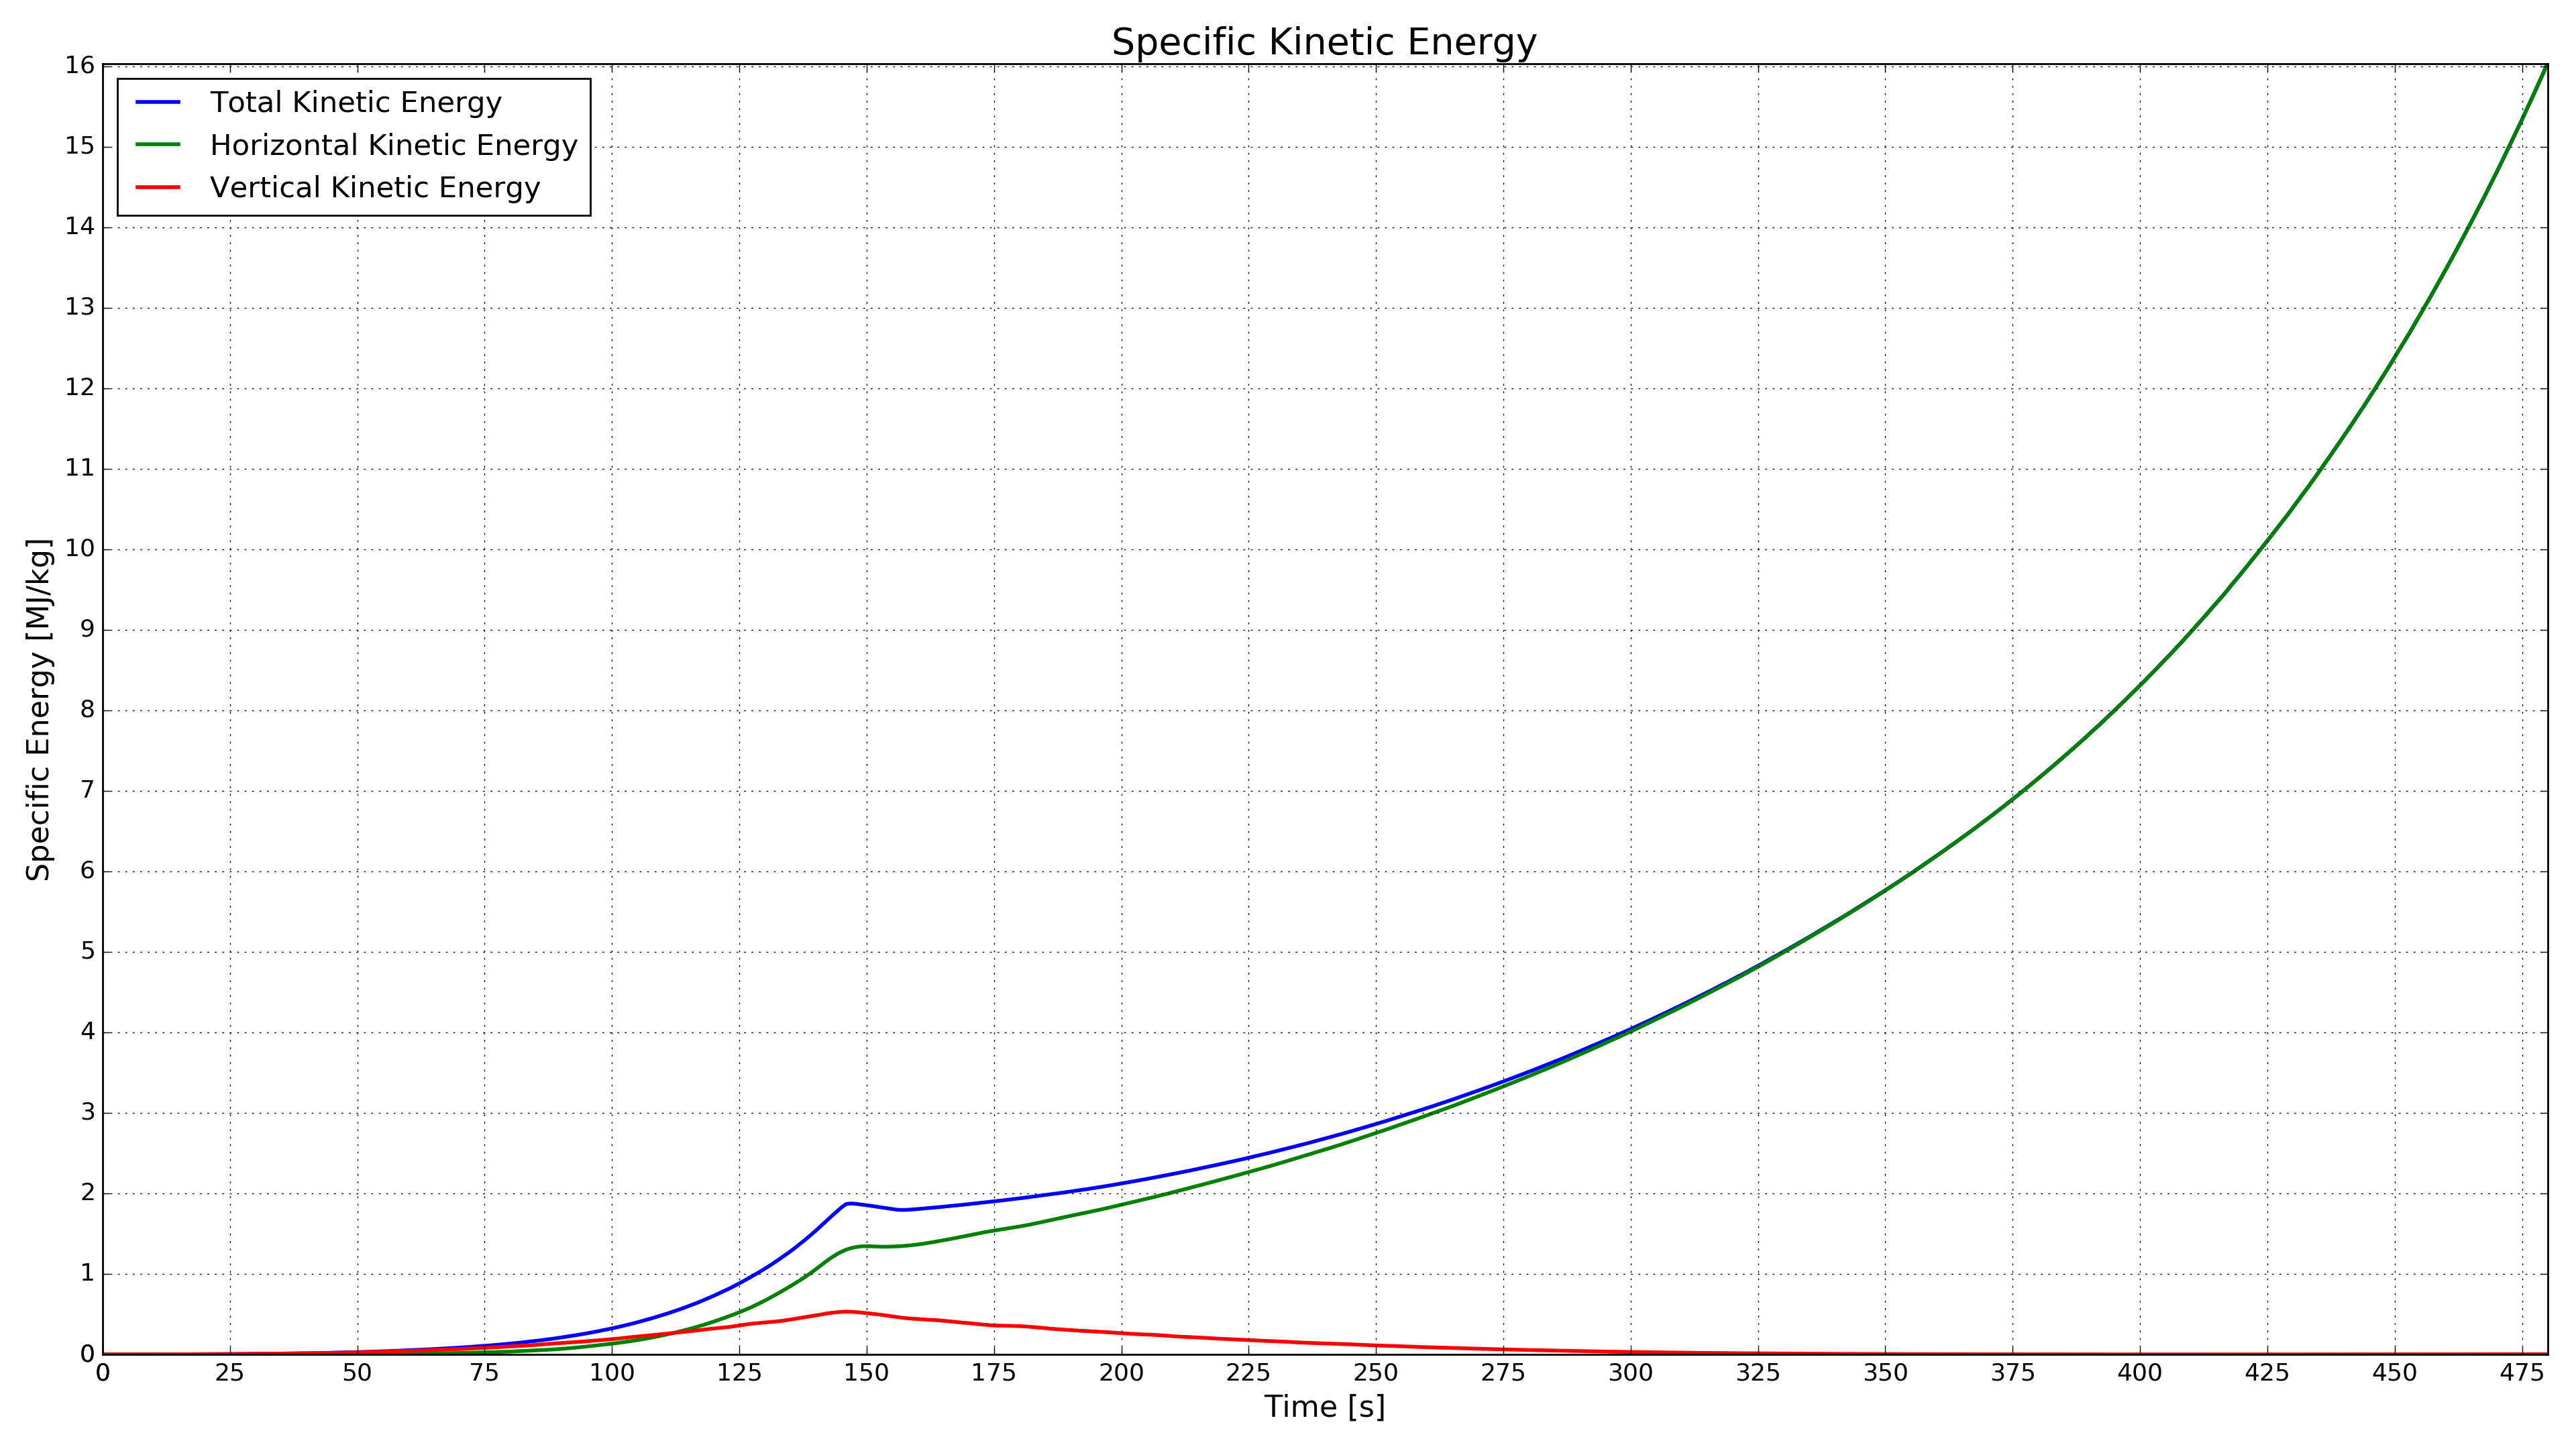 Specific Kinetic Energy
Total Kinetic Energy
Horizontal Kinetic Energy
Vertical Kinetic Energy
Specific Energy [MJ/kg]
16
15
14
13
12
11
10
9
8
7
6
5
4
3
2
1
0
0 25 50 75 100 125 150 175 200 225 250 275 300 325 350 375 400 425 450 475
Time [s]